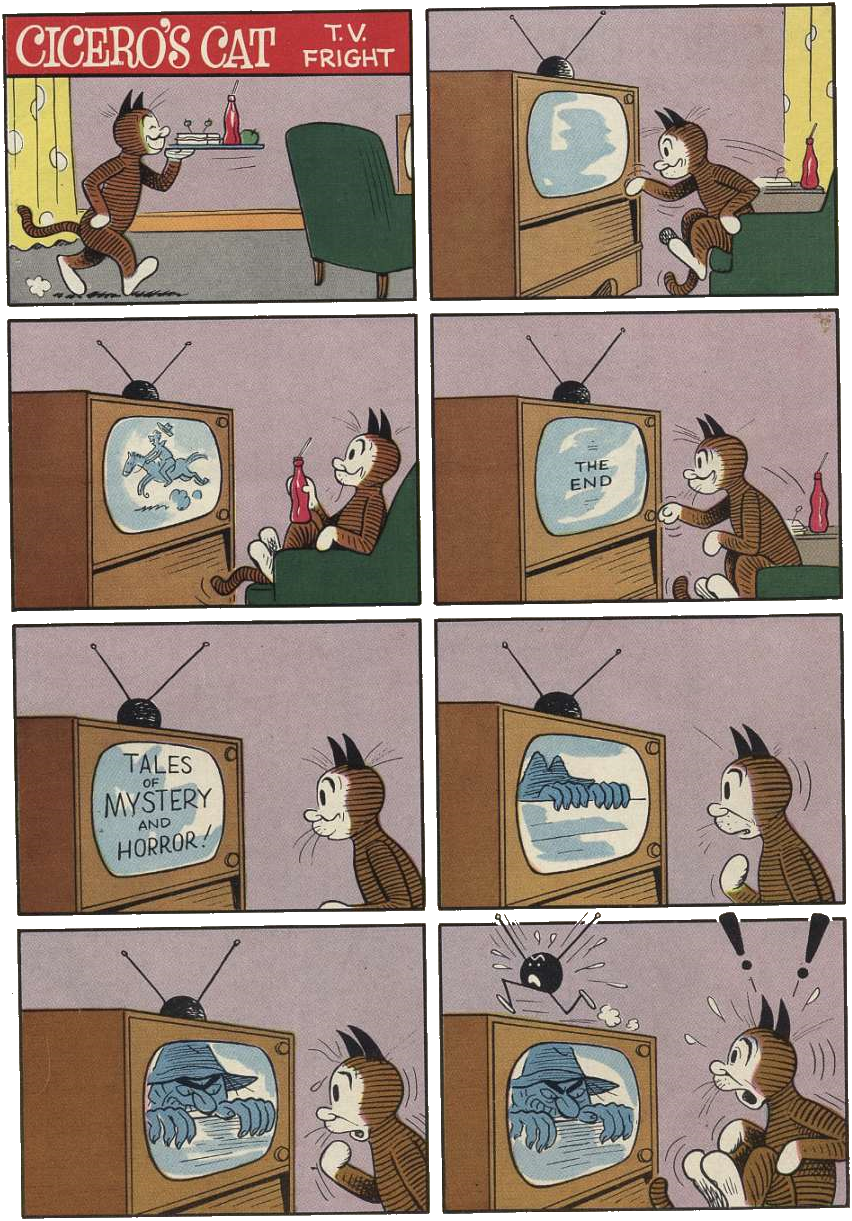 CICERO'S CAT
T.V.
FRIGHT
THE
END
TALES
OF
MYSTERY
AND
HORROR!
! !